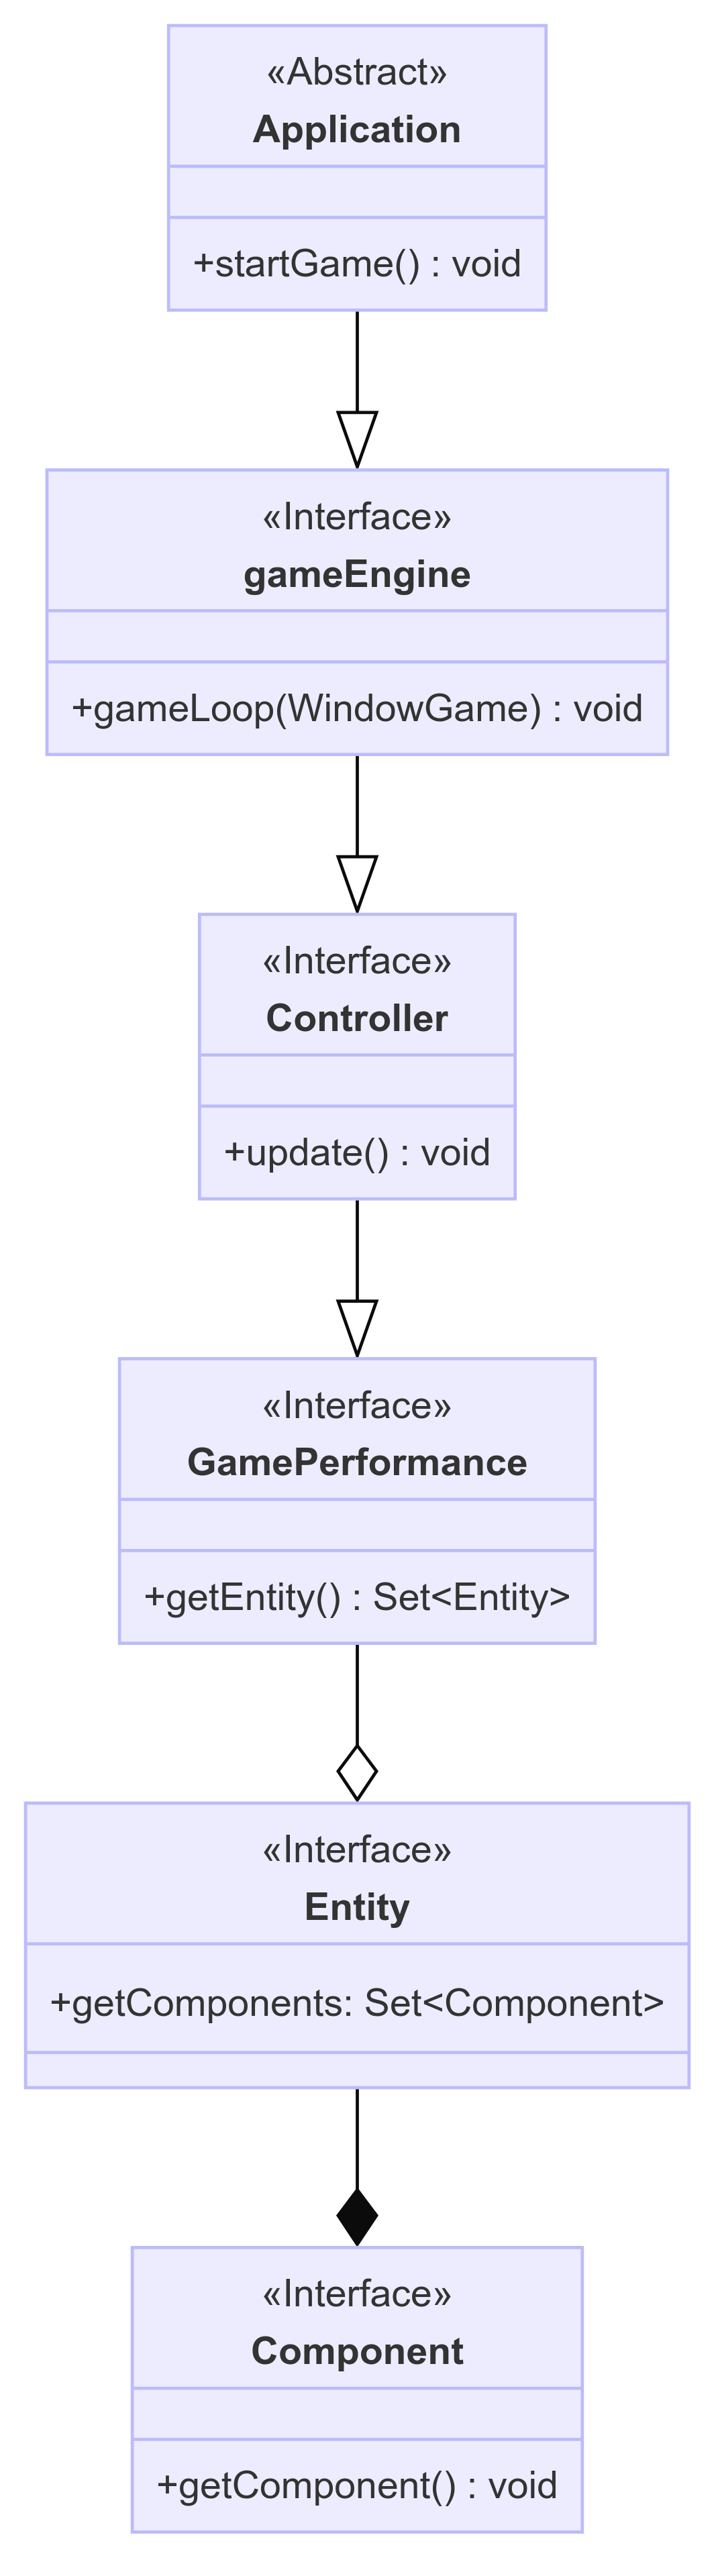 «Abstract»
Application
+startGame() : void
«Interface»
gameEngine
+gameLoop(WindowGame) : void
«Interface»
Controller
+update() : void
«Interface»
GamePerformance
+getEntity() : Set<Entity>
«Interface»
Entity
+getComponents: Set<Component>
«Interface»
Component
+getComponent() : void